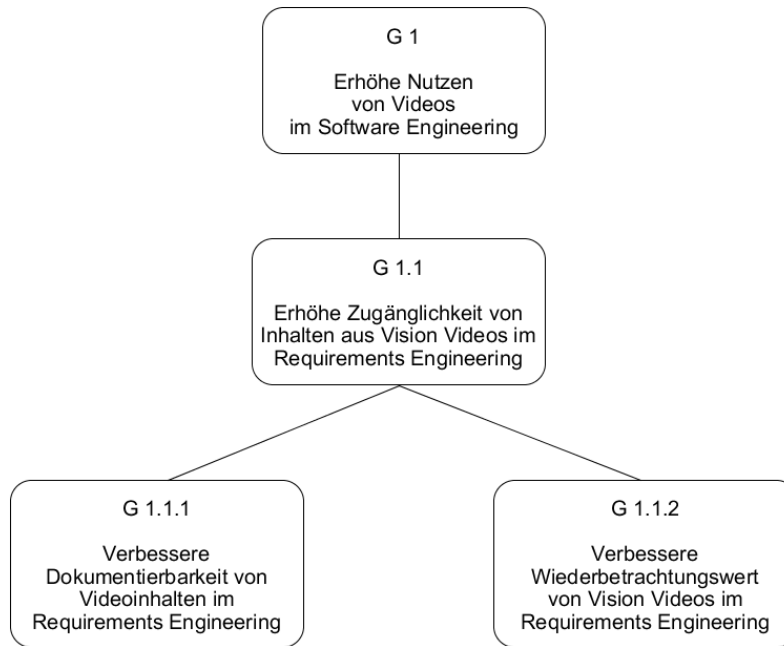 G 1
Erhöhe Nutzen
von Videos
im Software Engineering
G 1.1
Erhöhe Zugänglichkeit von
Inhalten aus Vision Videos im
Requirements Engineering
G 1.1.1
Verbessere
Dokumentierbarkeit von
Videoinhalten im
Requirements Engineering
G 1.1.2
Verbessere
Wiederbetrachtungswert
von Vision Videos im
Requirements Engineering